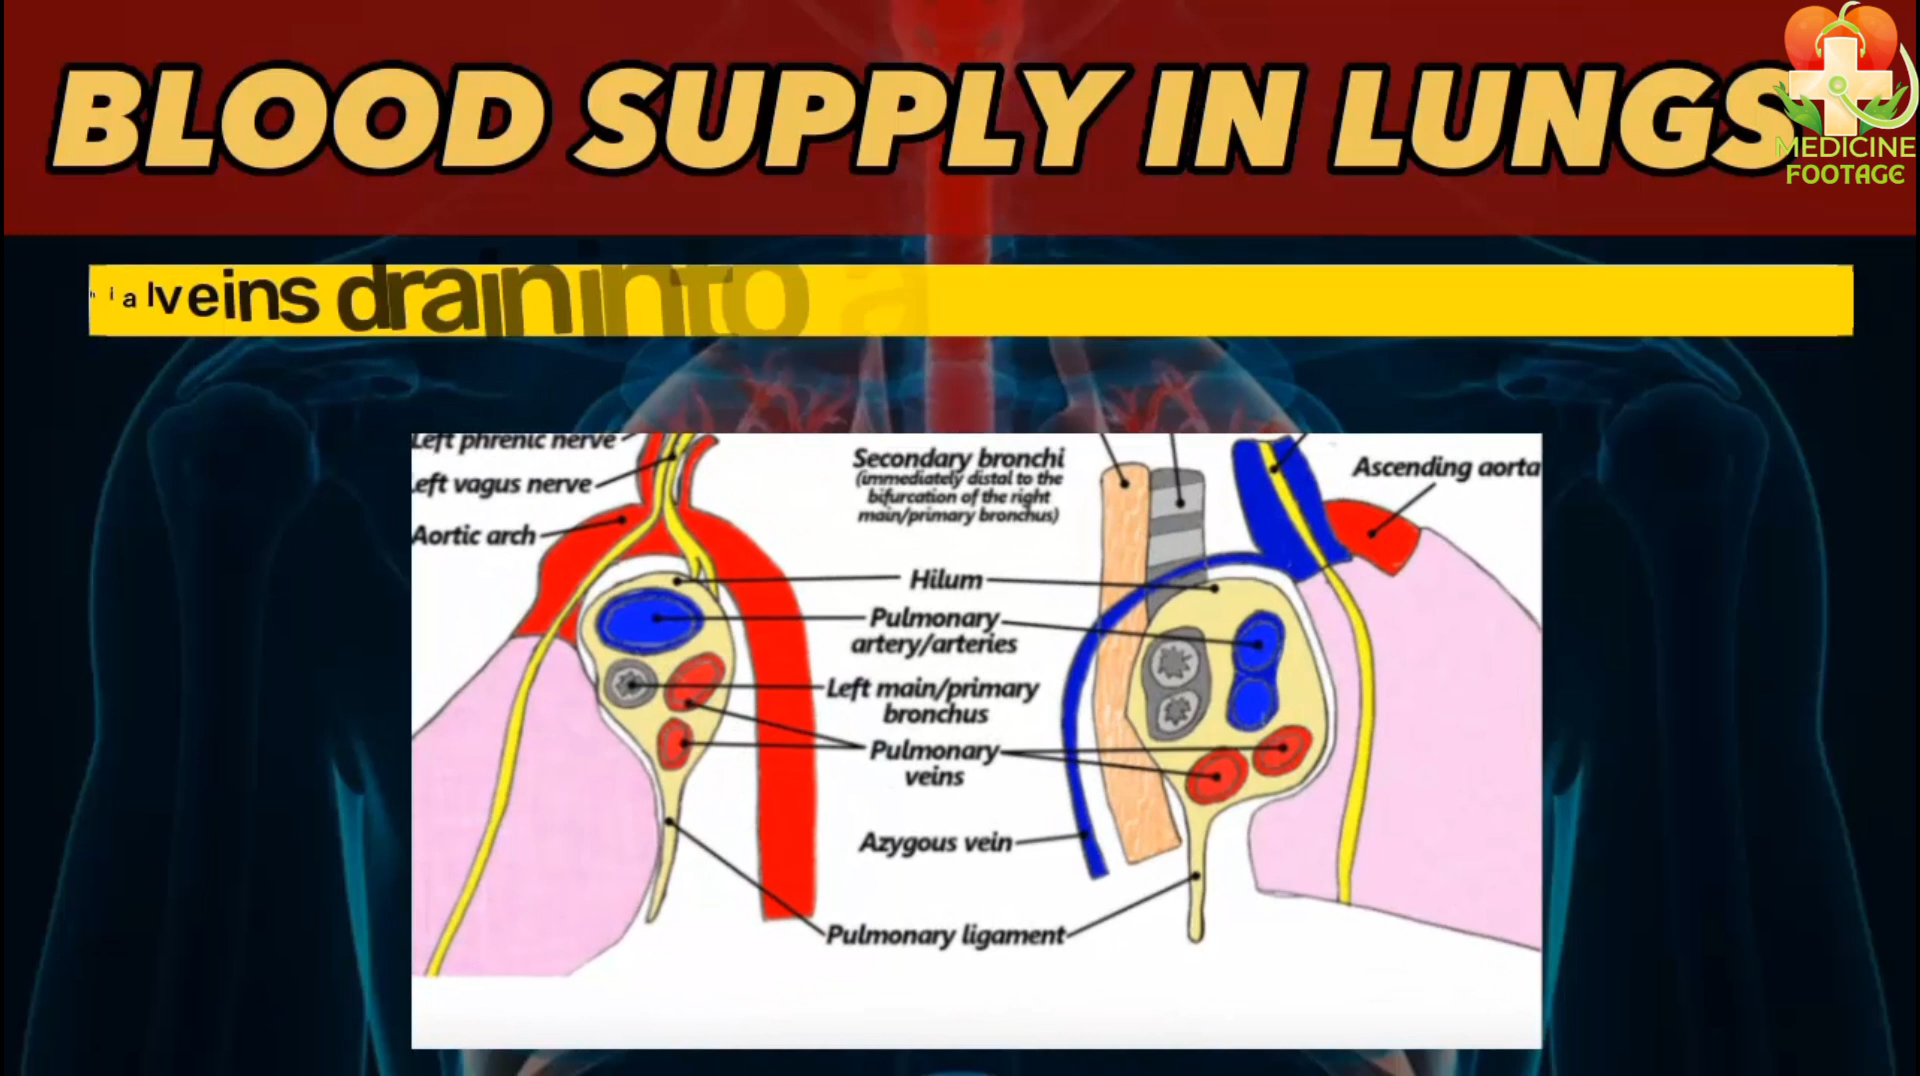 BLOOD SUPPLY IN LUNGS
MEDICINE
FOOTAGE
veins drain into a
Left phrenic nerve
Left vagus nerve
Aortic arch
Secondary bronchi
(immediately distal to the
bifurcation of the right
main/primary bronchus)
Ascending aorta
Hilum
Pulmonary
artery/arteries
Left main/primary
bronchus
Pulmonary
veins
Azygous vein
Pulmonary ligament